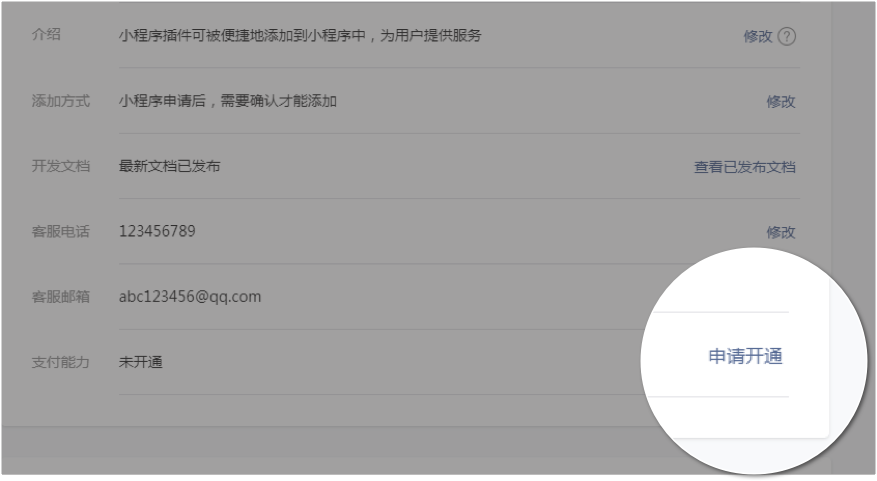 介绍 小程序插件可被便捷地添加到小程序中，为用户提供服务 修改 ?
添加方式 小程序申请后，需要确认才能添加 修改
开发文档 最新文档已发布 查看已发布文档
客服电话 123456789 修改
客服邮箱 abc123456@qq.com
支付能力 未开通 申请开通